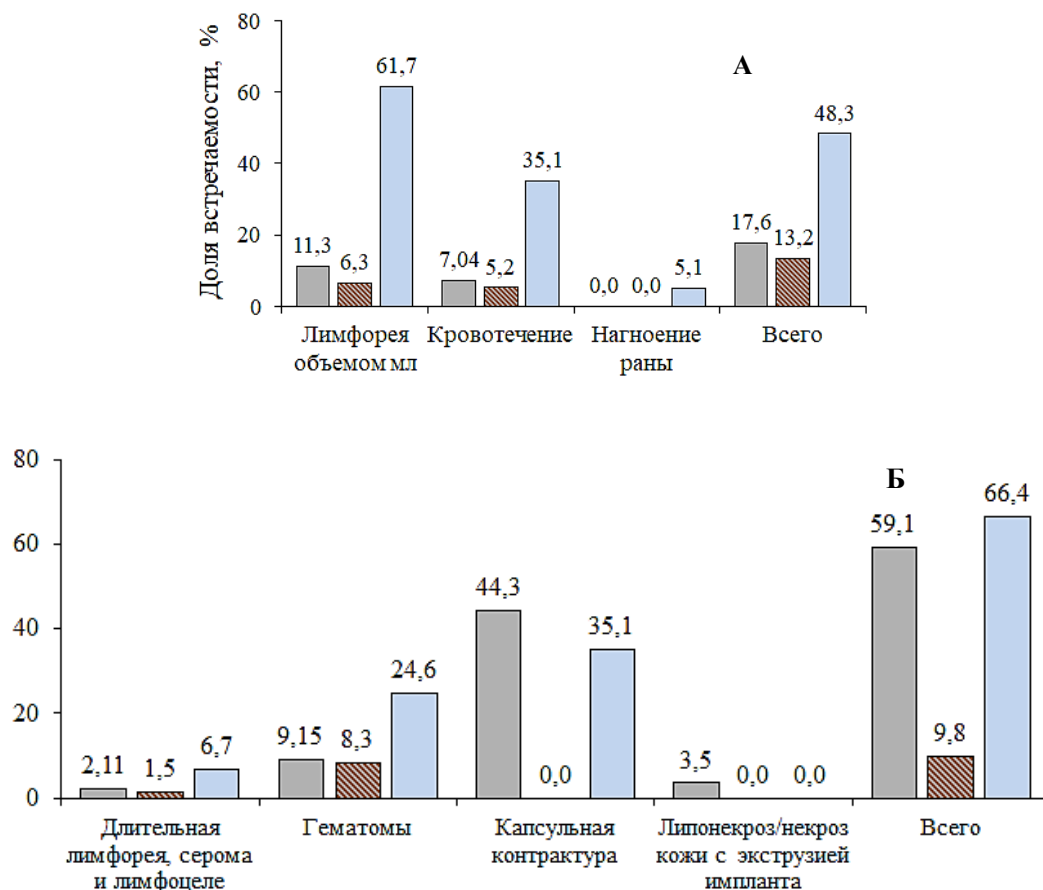 Доля встречаемости, %
80
60
40
20
0
А
11,3
6,3
61,7
7,04
5,2
35,1
0,0
0,0
5,1
17,6
13,2
48,3
Лимфорея
объемом мл
Кровотечение
Нагноение
раны
Всего
80
60
40
20
0
Б
2,11
1,5
6,7
9,15
8,3
24,6
44,3
0,0
35,1
3,5
0,0
0,0
59,1
9,8
66,4
Длительная
лимфорея, серома
и лимфоцеле
Гематомы
Капсульная
контрактура
Липонекроз/некроз
кожи с экструзией
импланта
Всего